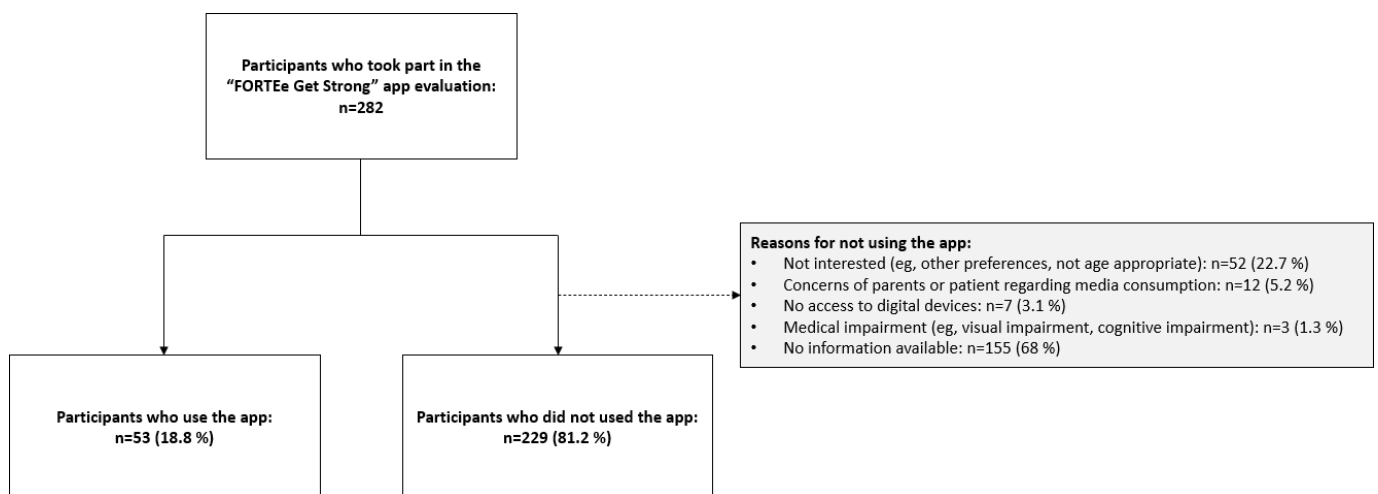 Participants who took part in the
“FORTEe Get Strong” app evaluation:
n=282
Reasons for not using the app:
• Not interested (eg, other preferences, not age appropriate): n=52 (22.7 %)
• Concerns of parents or patient regarding media consumption: n=12 (5.2 %)
• No access to digital devices: n=7 (3.1 %)
• Medical impairment (eg, visual impairment, cognitive impairment): n=3 (1.3 %)
• No information available: n=155 (68 %)
Participants who use the app:
n=53 (18.8 %)
Participants who did not used the app:
n=229 (81.2 %)